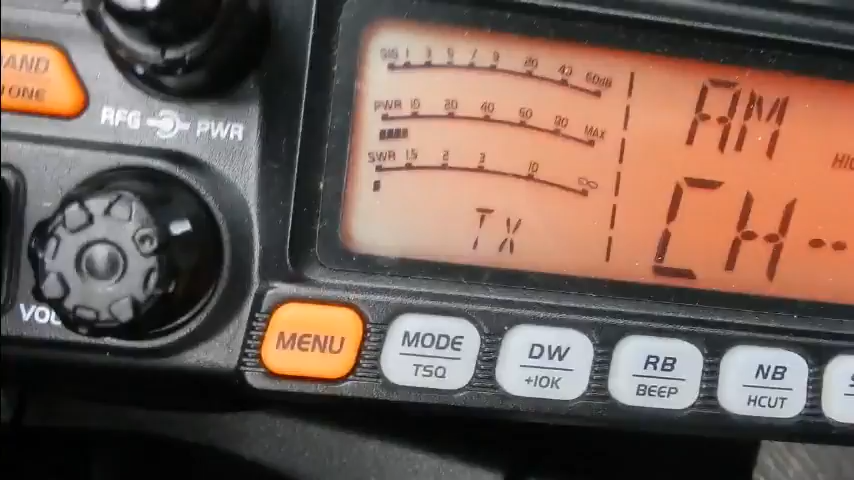 AND
ONE
RFG PWR
VOL
SIG 1 3 5 7 9 20 40 60dB
PWR 10 20 40 60 80 MAX
SWR 1.5 2 3 10 ∞
TX
AM
CH--
MENU
MODE
TSQ
DW
+10K
RB
BEEP
NB
HCUT